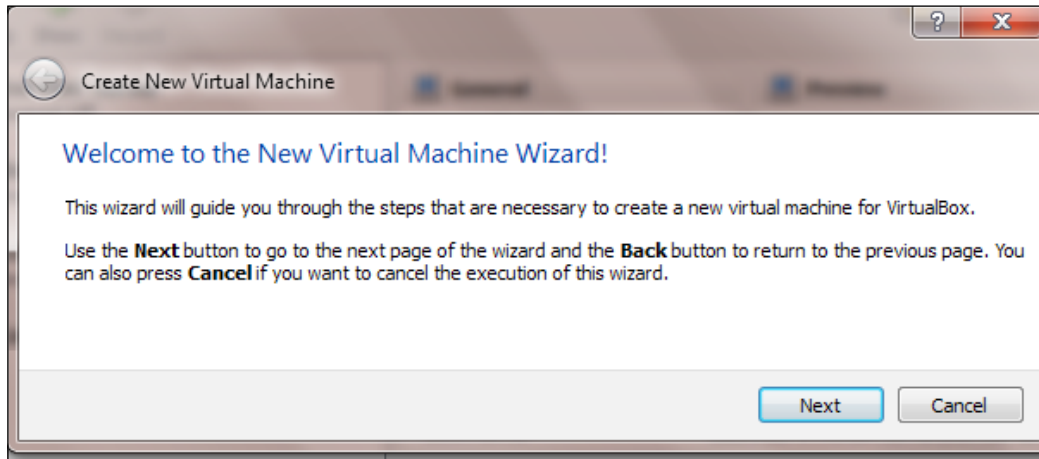 Create New Virtual Machine
General
Preview
Welcome to the New Virtual Machine Wizard!
This wizard will guide you through the steps that are necessary to create a new virtual machine for VirtualBox.
Use the Next button to go to the next page of the wizard and the Back button to return to the previous page. You
can also press Cancel if you want to cancel the execution of this wizard.
Next
Cancel